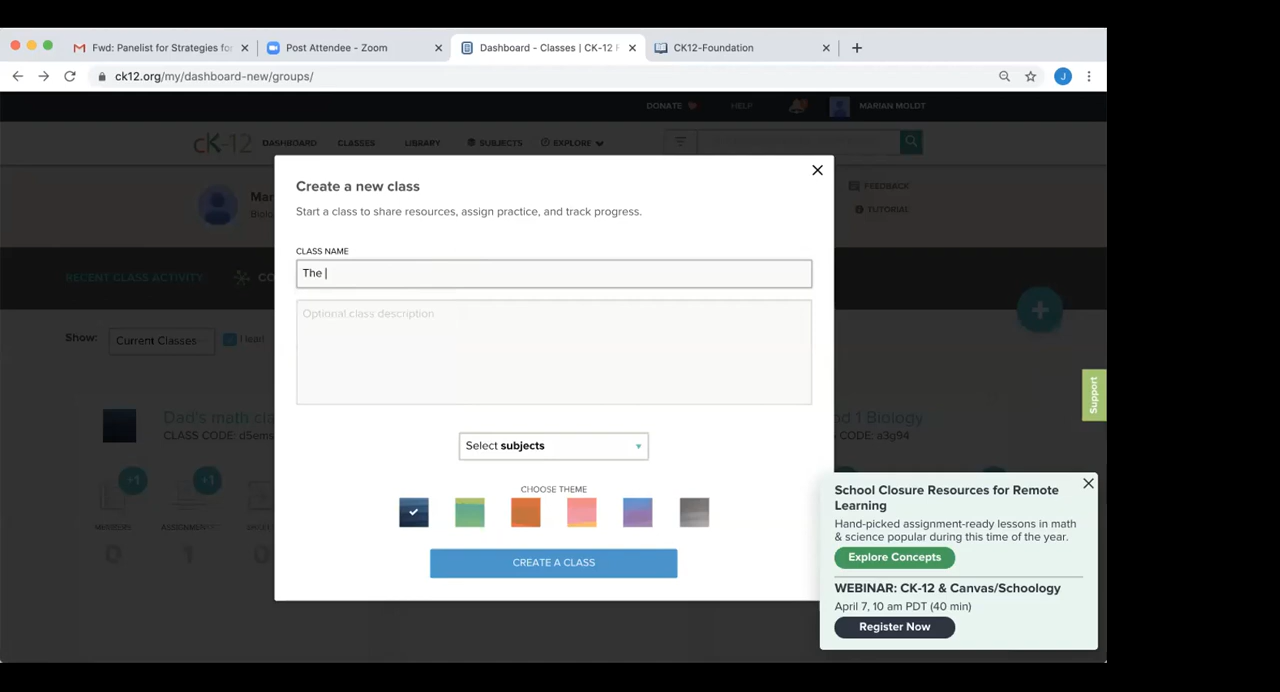 Fwd: Panelist for Strategies fo
Post Attendee - Zoom
Dashboard - Classes | CK-12 F
CK12-Foundation
ck12.org/my/dashboard-new/groups/
J
DONATE HELP MARIAN MOLDT
cK-12 DASHBOARD CLASSES LIBRARY SUBJECTS EXPLORE
Create a new class
Start a class to share resources, assign practice, and track progress.
Mar
Biolo
FEEDBACK
TUTORIAL
CLASS NAME
The
Optional class description
RECENT CLASS ACTIVITY CO
Show: Current Classes I lead
Dad's math cla
CLASS CODE: d5ems
nd 1 Biology
CODE: a3g94
+1 +1
MEMBERS
0 1 0
Select subjects
CHOOSE THEME
CREATE A CLASS
Support
School Closure Resources for Remote
Learning
Hand-picked assignment-ready lessons in math
& science popular during this time of the year.
Explore Concepts
WEBINAR: CK-12 & Canvas/Schoology
April 7, 10 am PDT (40 min)
Register Now